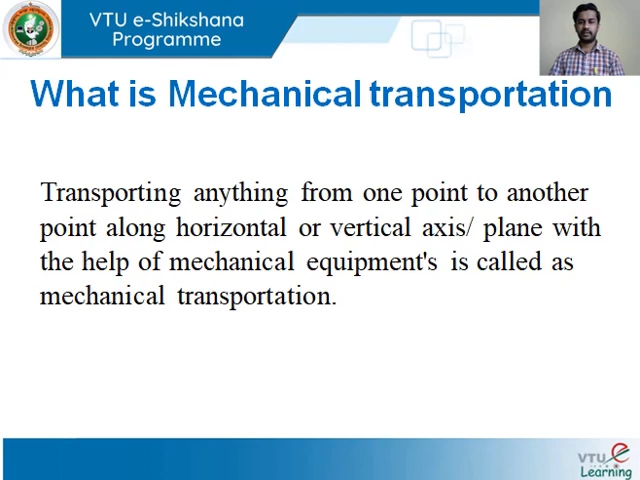 VTU e-Shikshana
Programme
What is Mechanical transportation
Transporting anything from one point to another
point along horizontal or vertical axis/ plane with
the help of mechanical equipment's is called as
mechanical transportation.
VTU e
Learning